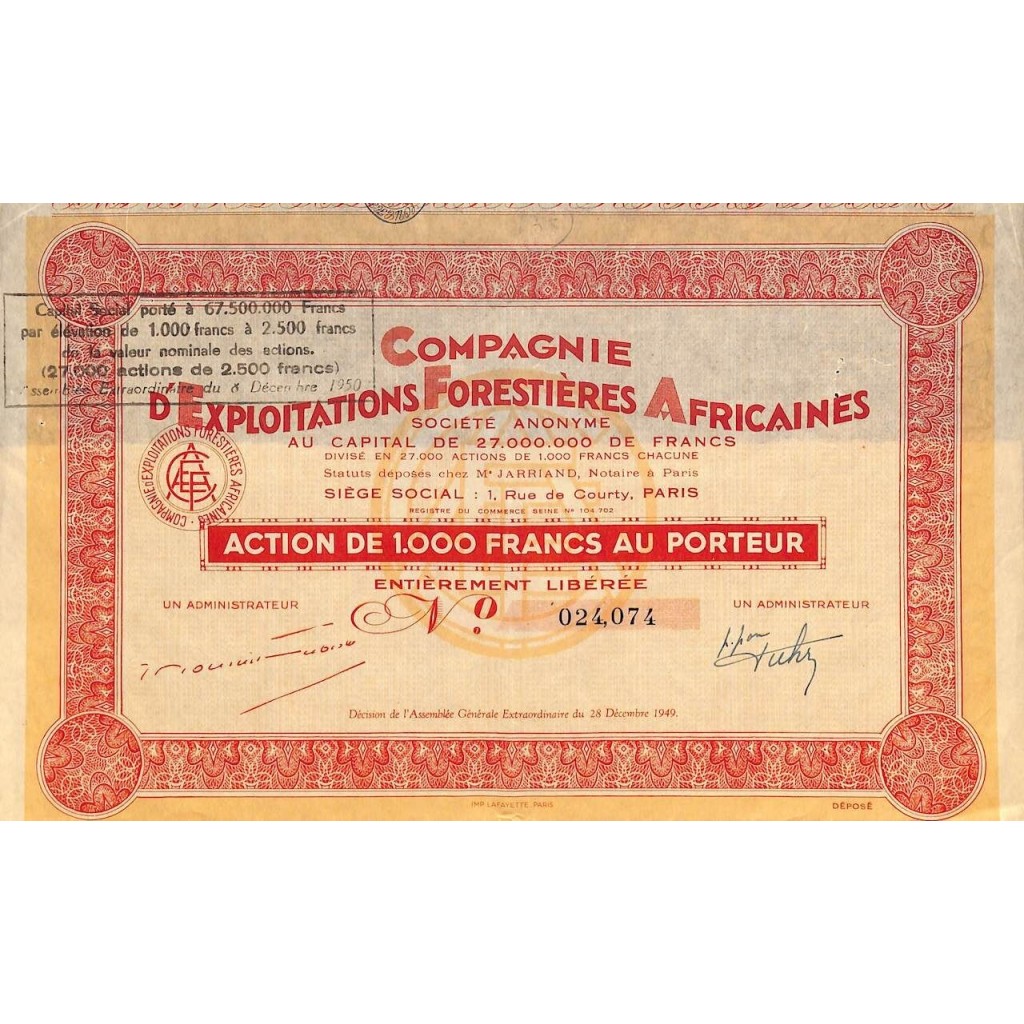 Capital Social porté à 67.500.000 Francs
par élévation de 1.000 francs à 2.500 francs
de la valeur nominale des actions.
(27.000 actions de 2.500 francs)
Assemblée Extraordinaire du 8 Décembre 1950
COMPAGNIE
D'EXPLOITATIONS FORESTIÈRES AFRICAINES
SOCIÉTÉ ANONYME
AU CAPITAL DE 27.000.000 DE FRANCS
DIVISÉ EN 27.000 ACTIONS DE 1.000 FRANCS CHACUNE
Statuts déposés chez Me JARRIAND, Notaire à Paris
SIÈGE SOCIAL : 1, Rue de Courty, PARIS
REGISTRE DU COMMERCE SEINE No 104 702
COMPAGNIE D'EXPLOITATIONS FORESTIÈRES AFRICAINES
ACTION DE 1.000 FRANCS AU PORTEUR
ENTIÈREMENT LIBÉRÉE
UN ADMINISTRATEUR
No. 024,074
UN ADMINISTRATEUR
Décision de l'Assemblée Générale Extraordinaire du 28 Décembre 1949.
IMP. LAFAYETTE, PARIS
DÉPOSÉ